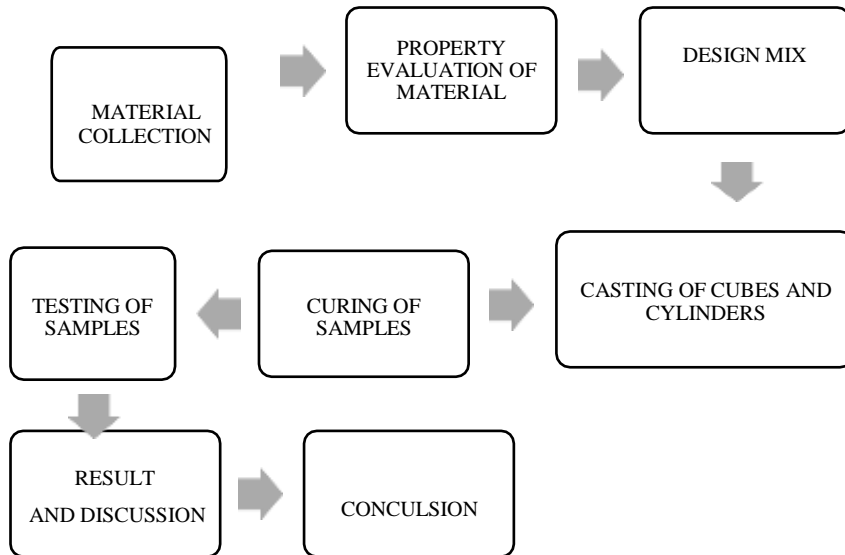 MATERIAL
COLLECTION
PROPERTY
EVALUATION OF
MATERIAL
DESIGN MIX
CASTING OF CUBES AND
CYLINDERS
CURING OF
SAMPLES
TESTING OF
SAMPLES
RESULT
AND DISCUSSION
CONCULSION